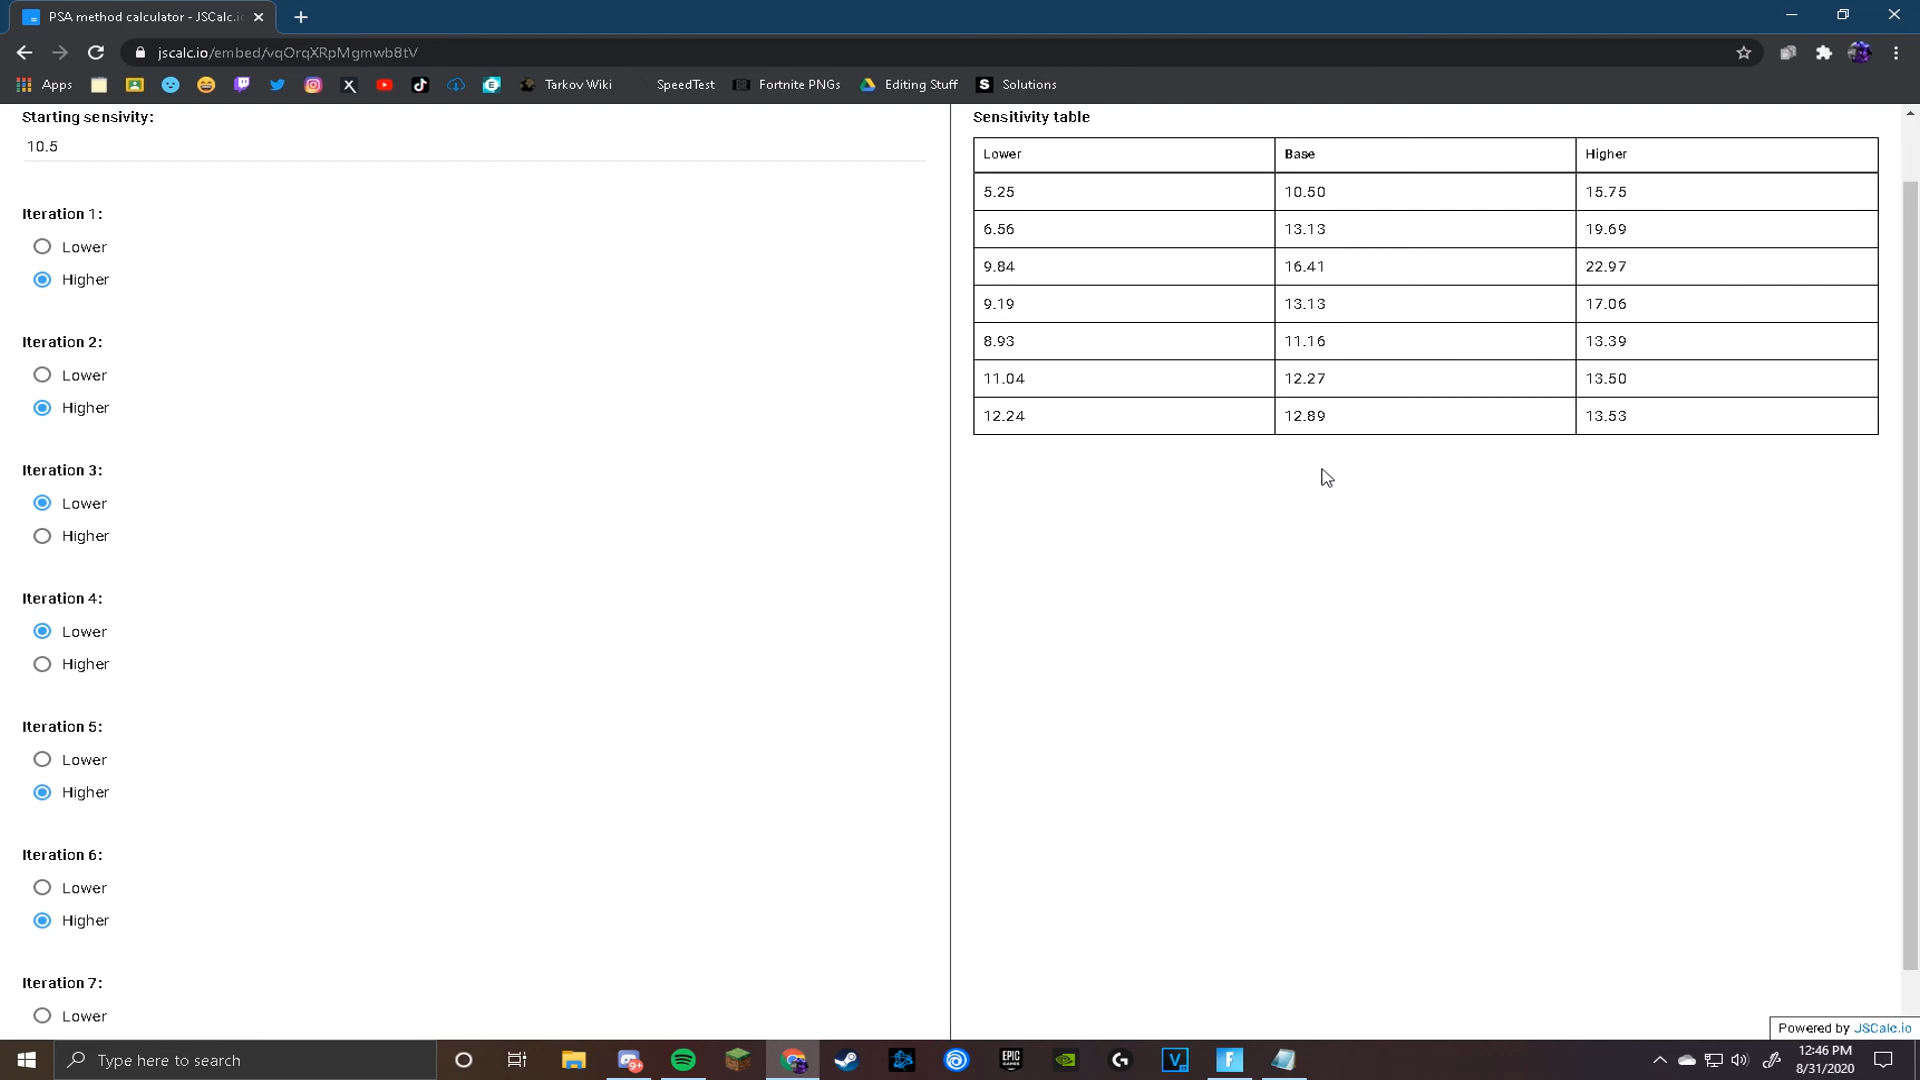 PSA method calculator - JSCalc.i
jscalc.io/embed/vqOrqXRpMgmwb8tV
Apps
Tarkov Wiki
SpeedTest
Fortnite PNGs
Editing Stuff
S
Solutions
Starting sensivity:
10.5
Iteration 1:
Lower
Higher
Iteration 2:
Lower
Higher
Iteration 3:
Lower
Higher
Iteration 4:
Lower
Higher
Iteration 5:
Lower
Higher
Iteration 6:
Lower
Higher
Iteration 7:
Lower
Sensitivity table
Lower Base Higher
5.25 10.50 15.75
6.56 13.13 19.69
9.84 16.41 22.97
9.19 13.13 17.06
8.93 11.16 13.39
11.04 12.27 13.50
12.24 12.89 13.53
Powered by JSCalc.io
Type here to search
9+
EPIC
GAMES
V
F
12:46 PM
8/31/2020